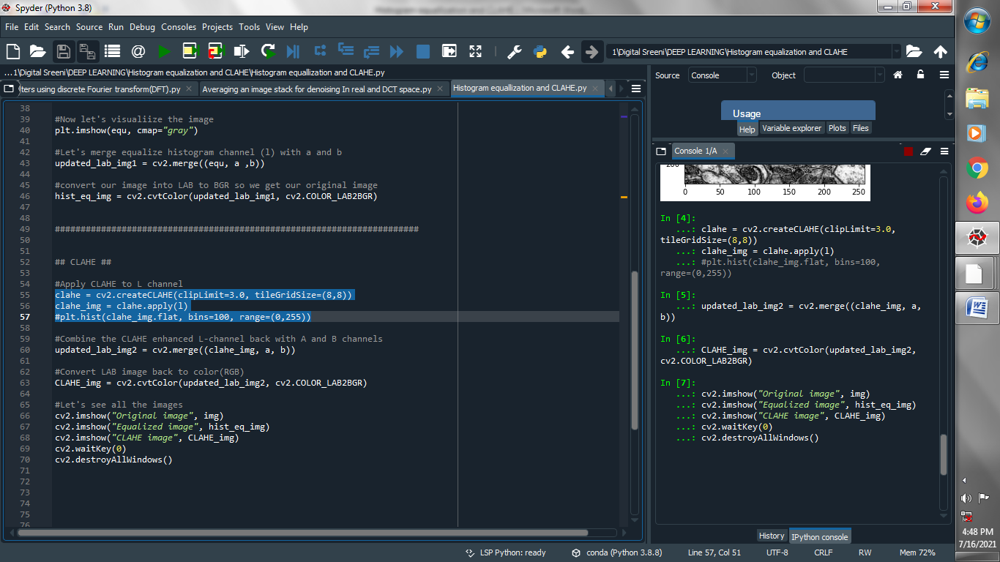 Spyder (Python 3.8)
File Edit Search Source Run Debug Consoles Projects Tools View Help
1\Digital Sreeni\DEEP LEARNING\Histogram equalization and CLAHE
...1\Digital Sreeni\DEEP LEARNING\Histogram equalization and CLAHE\Histogram equallization and CLAHE.py
ters using discrete Fourier transform(DFT).py
Averaging an image stack for denoising In real and DCT space.py
Histogram equallization and CLAHE.py
38
39 #Now let's visualiize the image
40 plt.imshow(equ, cmap="gray")
41
42 #Let's merge equalize histogram channel (l) with a and b
43 updated_lab_img1 = cv2.merge((equ, a ,b))
44
45 #convert our image into LAB to BGR so we get our original image
46 hist_eq_img = cv2.cvtColor(updated_lab_img1, cv2.COLOR_LAB2BGR)
47
48
49 #######################################################################
50
51
52 ## CLAHE ##
53
54 #Apply CLAHE to L channel
55 clahe = cv2.createCLAHE(clipLimit=3.0, tileGridSize=(8,8))
56 clahe_img = clahe.apply(l)
57 #plt.hist(clahe_img.flat, bins=100, range=(0,255))
58
59 #Combine the CLAHE enhanced L-channel back with A and B channels
60 updated_lab_img2 = cv2.merge((clahe_img, a, b))
61
62 #Convert LAB image back to color(RGB)
63 CLAHE_img = cv2.cvtColor(updated_lab_img2, cv2.COLOR_LAB2BGR)
64
65 #Let's see all the images
66 cv2.imshow("Original image", img)
67 cv2.imshow("Equalized image", hist_eq_img)
68 cv2.imshow("CLAHE image", CLAHE_img)
69 cv2.waitKey(0)
70 cv2.destroyAllWindows()
71
72
73
74
75
76
Source Console Object
Usage
Help Variable explorer Plots Files
Console 1/A
0 50 100 150 200 250
In [4]:
...: clahe = cv2.createCLAHE(clipLimit=3.0,
tileGridSize=(8,8))
...: clahe_img = clahe.apply(l)
...: #plt.hist(clahe_img.flat, bins=100,
range=(0,255))
In [5]:
...: updated_lab_img2 = cv2.merge((clahe_img, a,
b))
In [6]:
...: CLAHE_img = cv2.cvtColor(updated_lab_img2,
cv2.COLOR_LAB2BGR)
In [7]:
...: cv2.imshow("Original image", img)
...: cv2.imshow("Equalized image", hist_eq_img)
...: cv2.imshow("CLAHE image", CLAHE_img)
...: cv2.waitKey(0)
...: cv2.destroyAllWindows()
History IPython console
LSP Python: ready conda (Python 3.8.8) Line 57, Col 51 UTF-8 CRLF RW Mem 72%
4:48 PM
7/16/2021